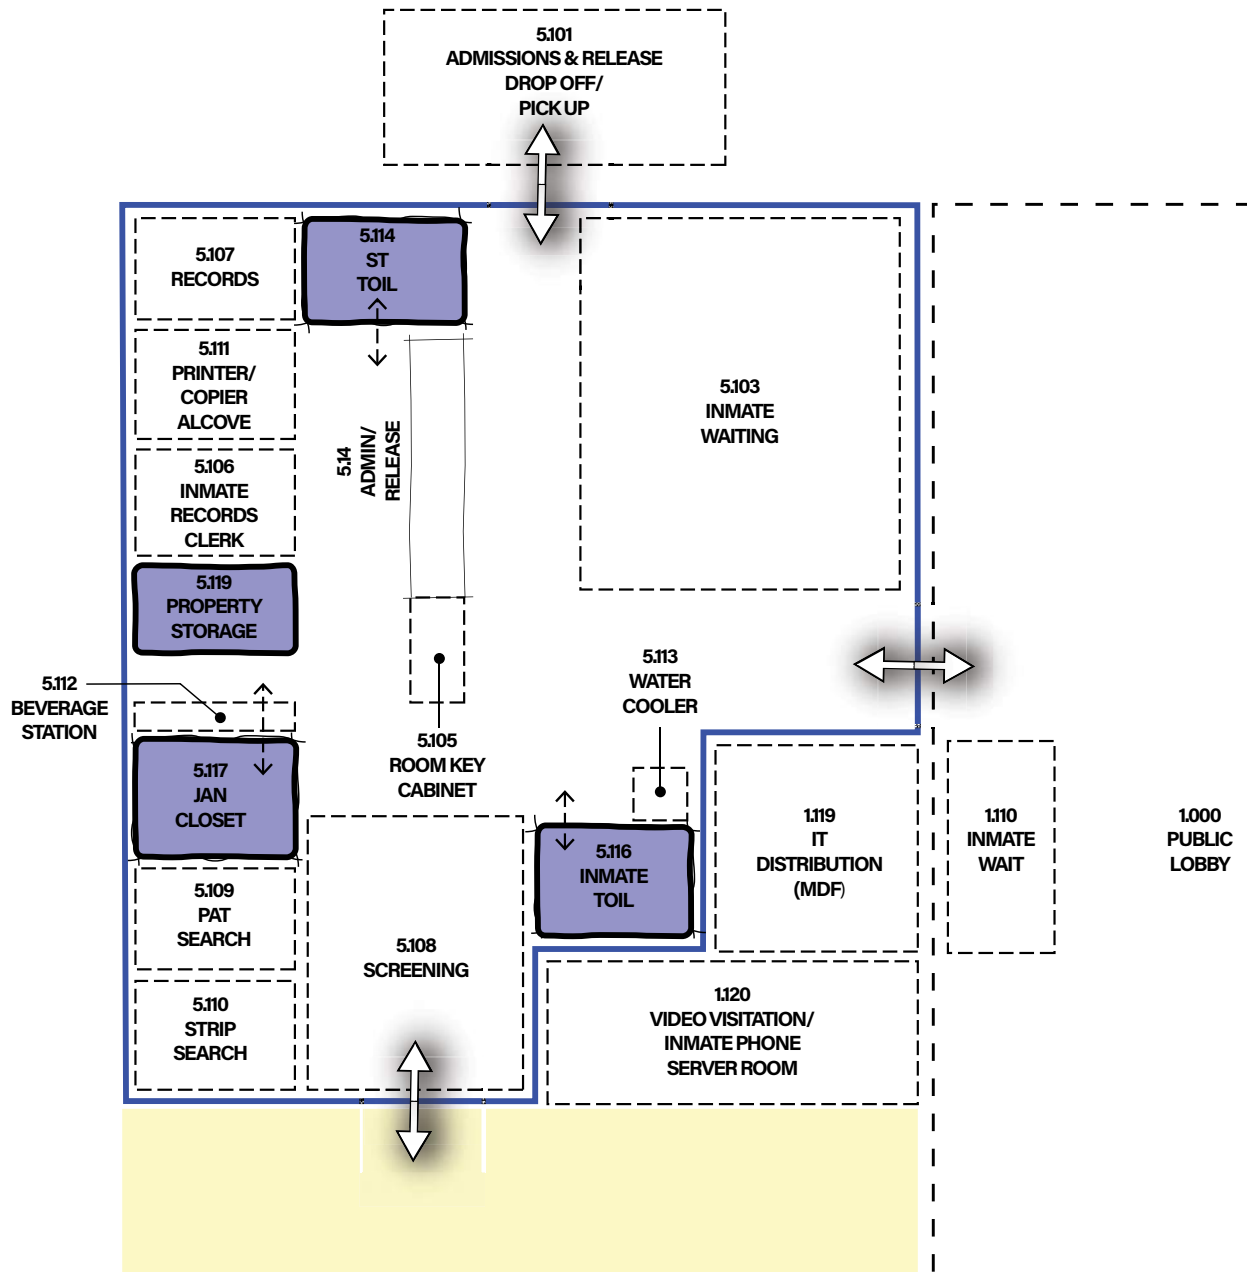 5.101
ADMISSIONS & RELEASE
DROP OFF/
PICK UP
5.107
RECORDS
5.114
ST
TOIL
5.111
PRINTER/
COPIER
ALCOVE
5.14
ADMIN/
RELEASE
5.103
INMATE
WAITING
5.106
INMATE
RECORDS
CLERK
5.119
PROPERTY
STORAGE
5.112
BEVERAGE
STATION
5.113
WATER
COOLER
5.105
ROOM KEY
CABINET
5.117
JAN
CLOSET
5.116
INMATE
TOIL
1.119
IT
DISTRIBUTION
(MDF)
1.110
INMATE
WAIT
1.000
PUBLIC
LOBBY
5.109
PAT
SEARCH
5.108
SCREENING
5.110
STRIP
SEARCH
1.120
VIDEO VISITATION/
INMATE PHONE
SERVER ROOM